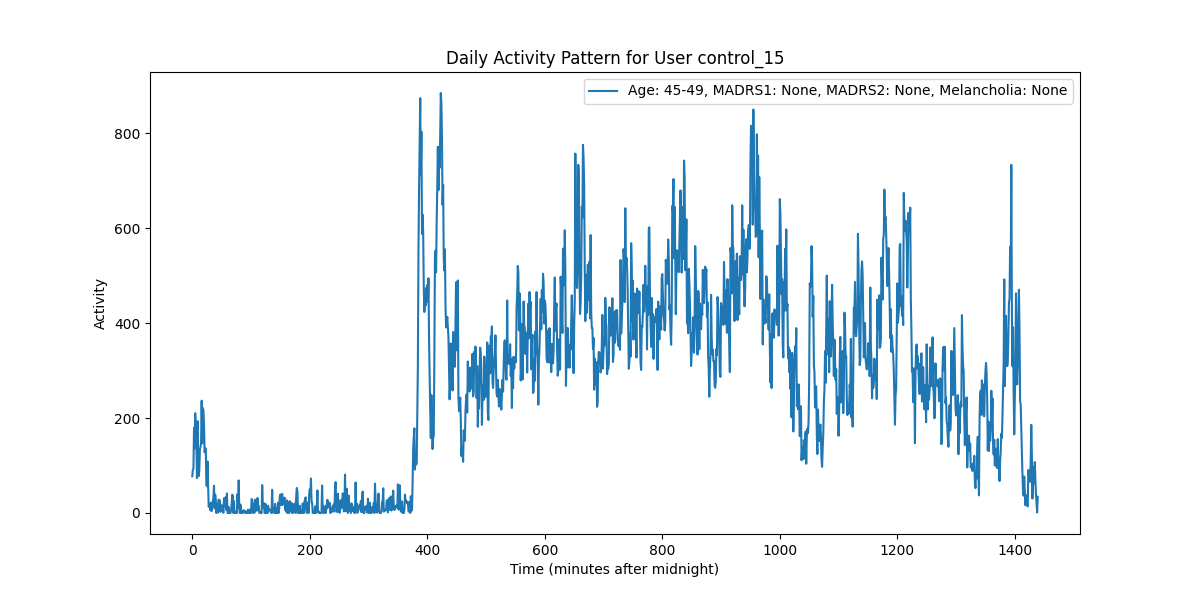 Daily Activity Pattern for User control_15
Age: 45-49, MADRS1: None, MADRS2: None, Melancholia: None
Activity
800
600
400
200
0
0 200 400 600 800 1000 1200 1400
Time (minutes after midnight)